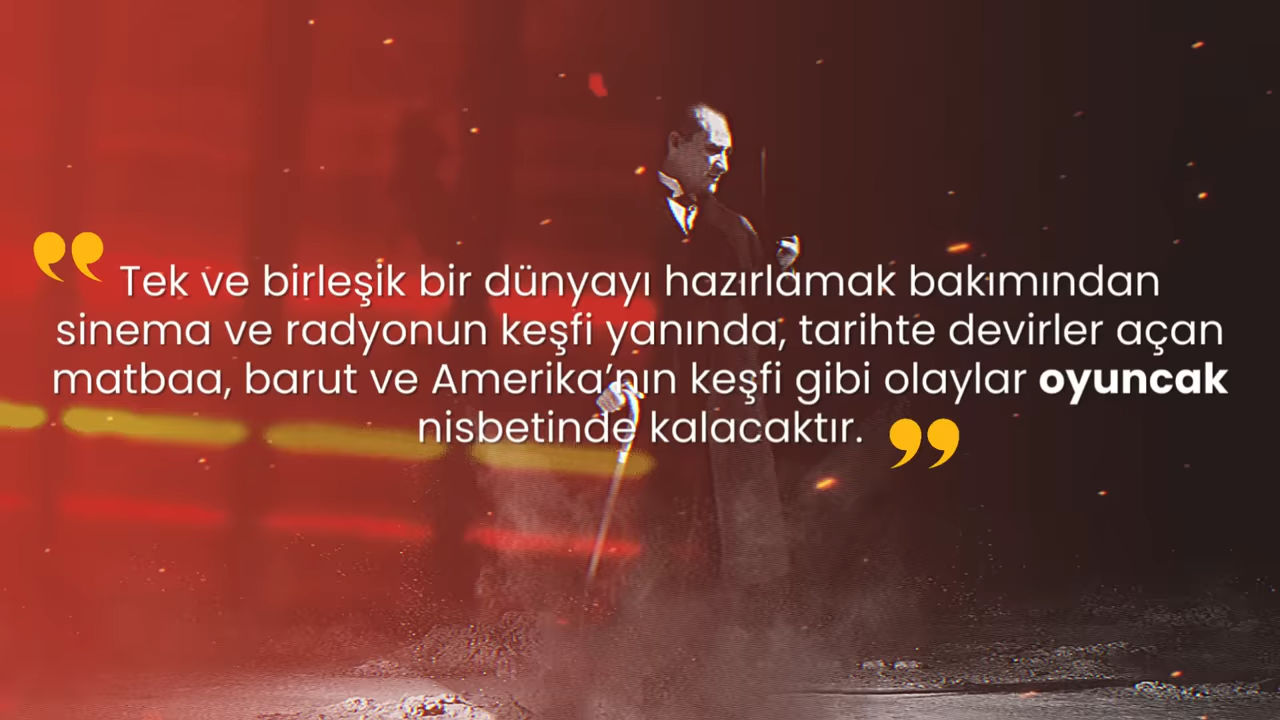 ” Tek ve birleşik bir dünyayı hazırlamak bakımından
sinema ve radyonun keşfi yanında, tarihte devirler açan
matbaa, barut ve Amerika’nın keşfi gibi olaylar oyuncak
nisbetinde kalacaktır. ”